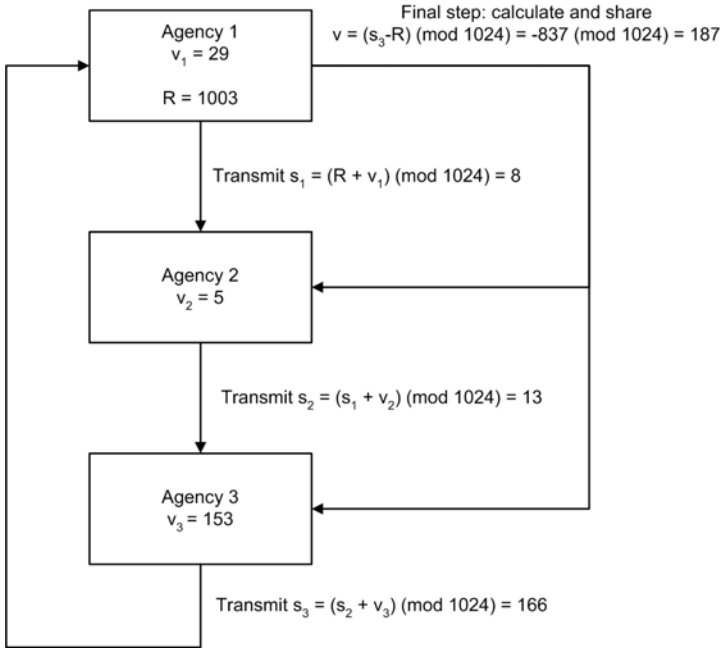 Final step: calculate and share
v = (s₃-R) (mod 1024) = -837 (mod 1024) = 187
Agency 1
v₁ = 29
R = 1003
Transmit s₁ = (R + v₁) (mod 1024) = 8
Agency 2
v₂ = 5
Transmit s₂ = (s₁ + v₂) (mod 1024) = 13
Agency 3
v₃ = 153
Transmit s₃ = (s₂ + v₃) (mod 1024) = 166